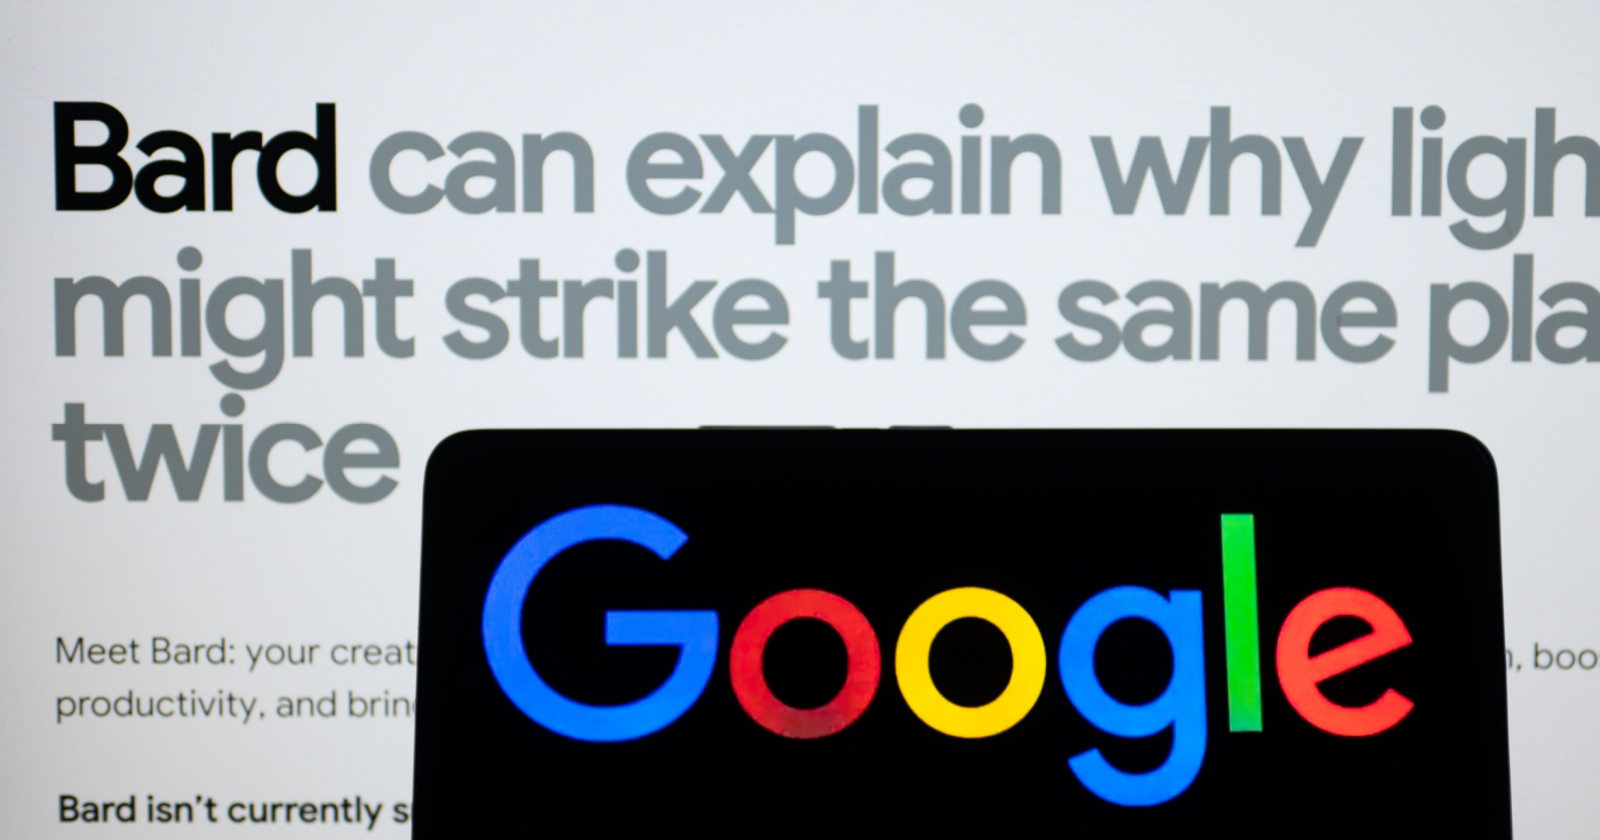 Bard can explain why ligh
might strike the same pla
twice
Google
Meet Bard: your creat
, boo
productivity, and brin
Bard isn't currently s